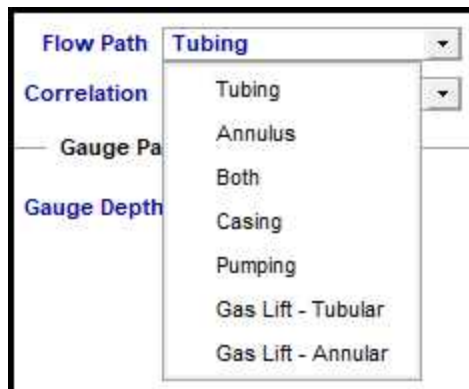 Flow Path Tubing
Correlation Tubing
Annulus
Gauge Pa
Both
Gauge Depth Casing
Pumping
Gas Lift - Tubular
Gas Lift - Annular